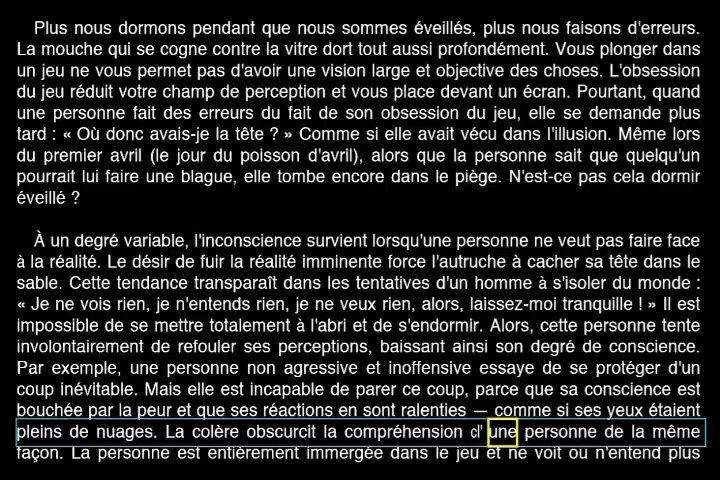 Plus nous dormons pendant que nous sommes éveillés, plus nous faisons d'erreurs.
La mouche qui se cogne contre la vitre dort tout aussi profondément. Vous plonger dans
un jeu ne vous permet pas d'avoir une vision large et objective des choses. L'obsession
du jeu réduit votre champ de perception et vous place devant un écran. Pourtant, quand
une personne fait des erreurs du fait de son obsession du jeu, elle se demande plus
tard : « Où donc avais-je la tête ? » Comme si elle avait vécu dans l'illusion. Même lors
du premier avril (le jour du poisson d'avril), alors que la personne sait que quelqu'un
pourrait lui faire une blague, elle tombe encore dans le piège. N'est-ce pas cela dormir
éveillé ?
À un degré variable, l'inconscience survient lorsqu'une personne ne veut pas faire face
à la réalité. Le désir de fuir la réalité imminente force l'autruche à cacher sa tête dans le
sable. Cette tendance transparaît dans les tentatives d'un homme à s'isoler du monde :
« Je ne vois rien, je n'entends rien, je ne veux rien, alors, laissez-moi tranquille ! » Il est
impossible de se mettre totalement à l'abri et de s'endormir. Alors, cette personne tente
involontairement de refouler ses perceptions, baissant ainsi son degré de conscience.
Par exemple, une personne non agressive et inoffensive essaye de se protéger d'un
coup inévitable. Mais elle est incapable de parer ce coup, parce que sa conscience est
bouchée par la peur et que ses réactions en sont ralenties — comme si ses yeux étaient
pleins de nuages. La colère obscurcit la compréhension d'une personne de la même
façon. La personne est entièrement immergée dans le jeu et ne voit ou n'entend plus